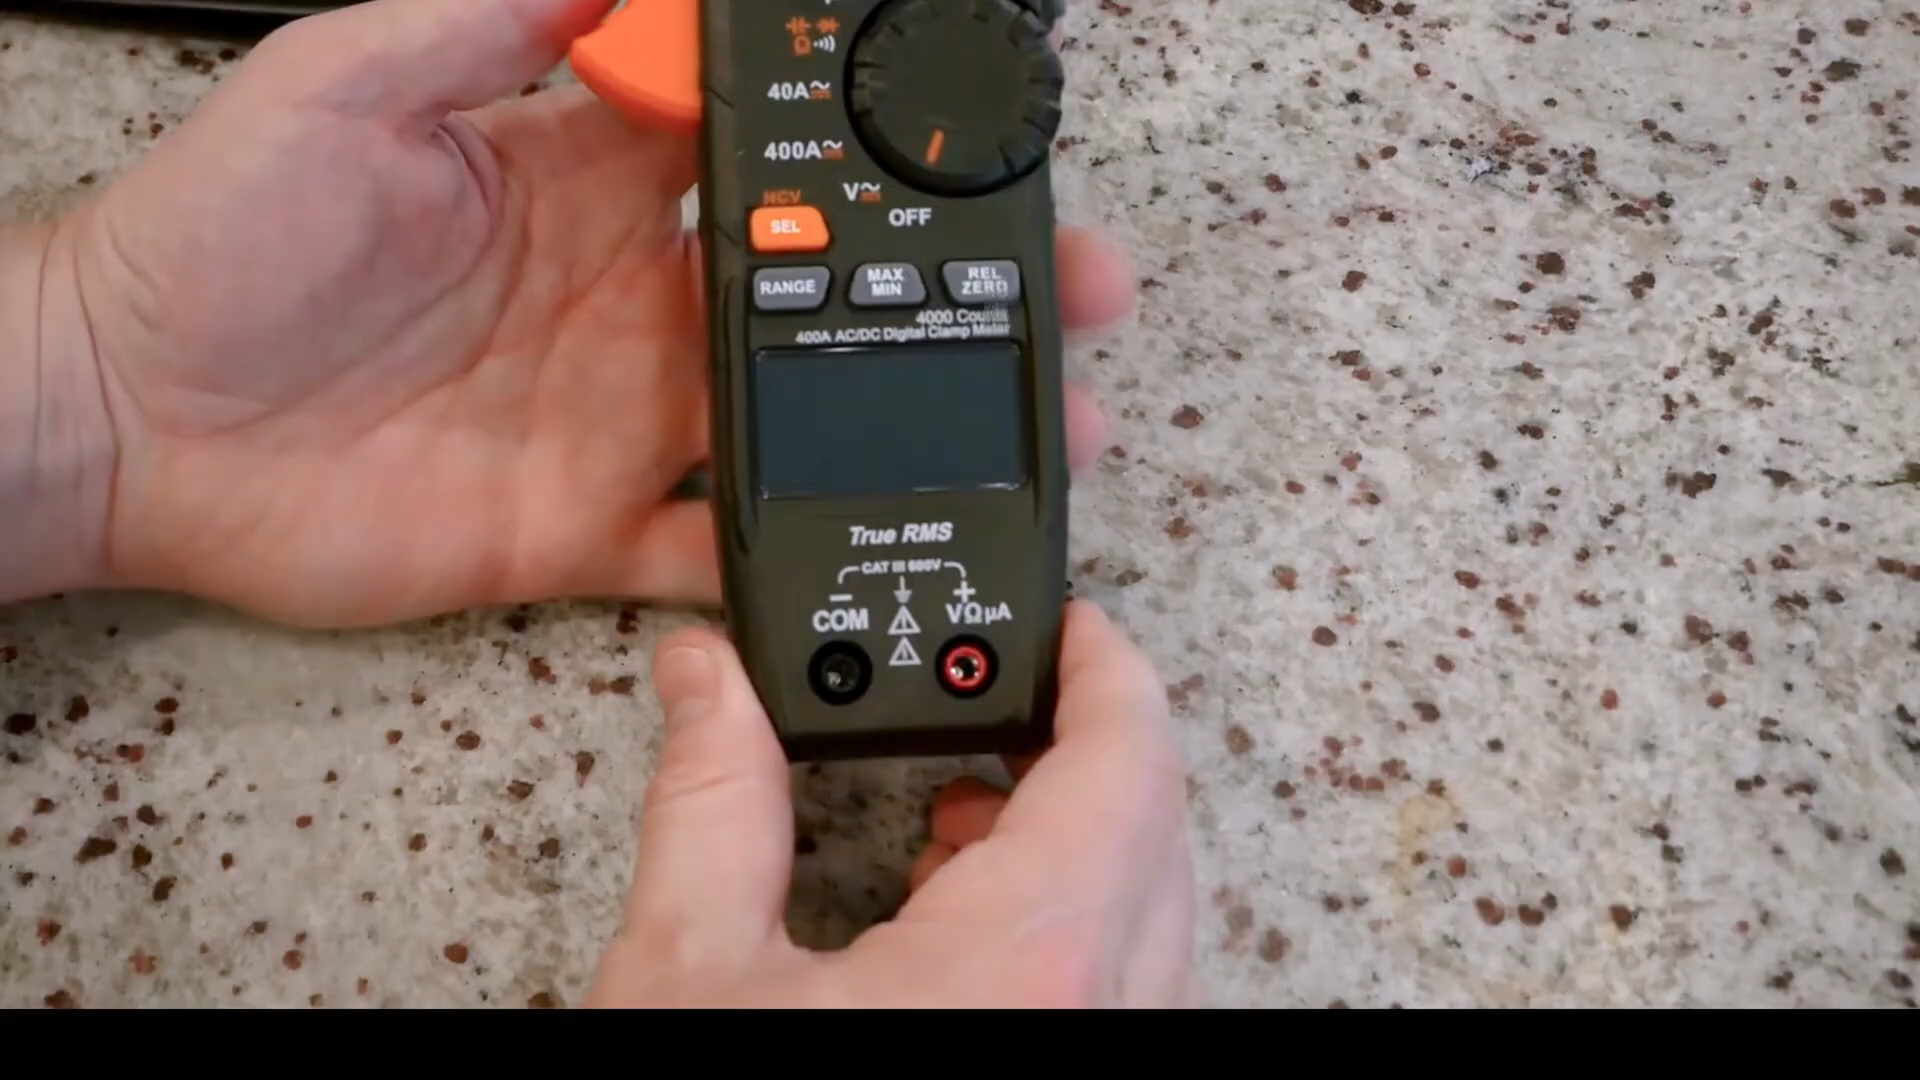 Ω
40A
400A
NCV
V
SEL
OFF
RANGE
MAX
MIN
REL
ZERO
4000 Counts
400A AC/DC Digital Clamp Meter
True RMS
CAT III 600V
− +
COM
VΩµA